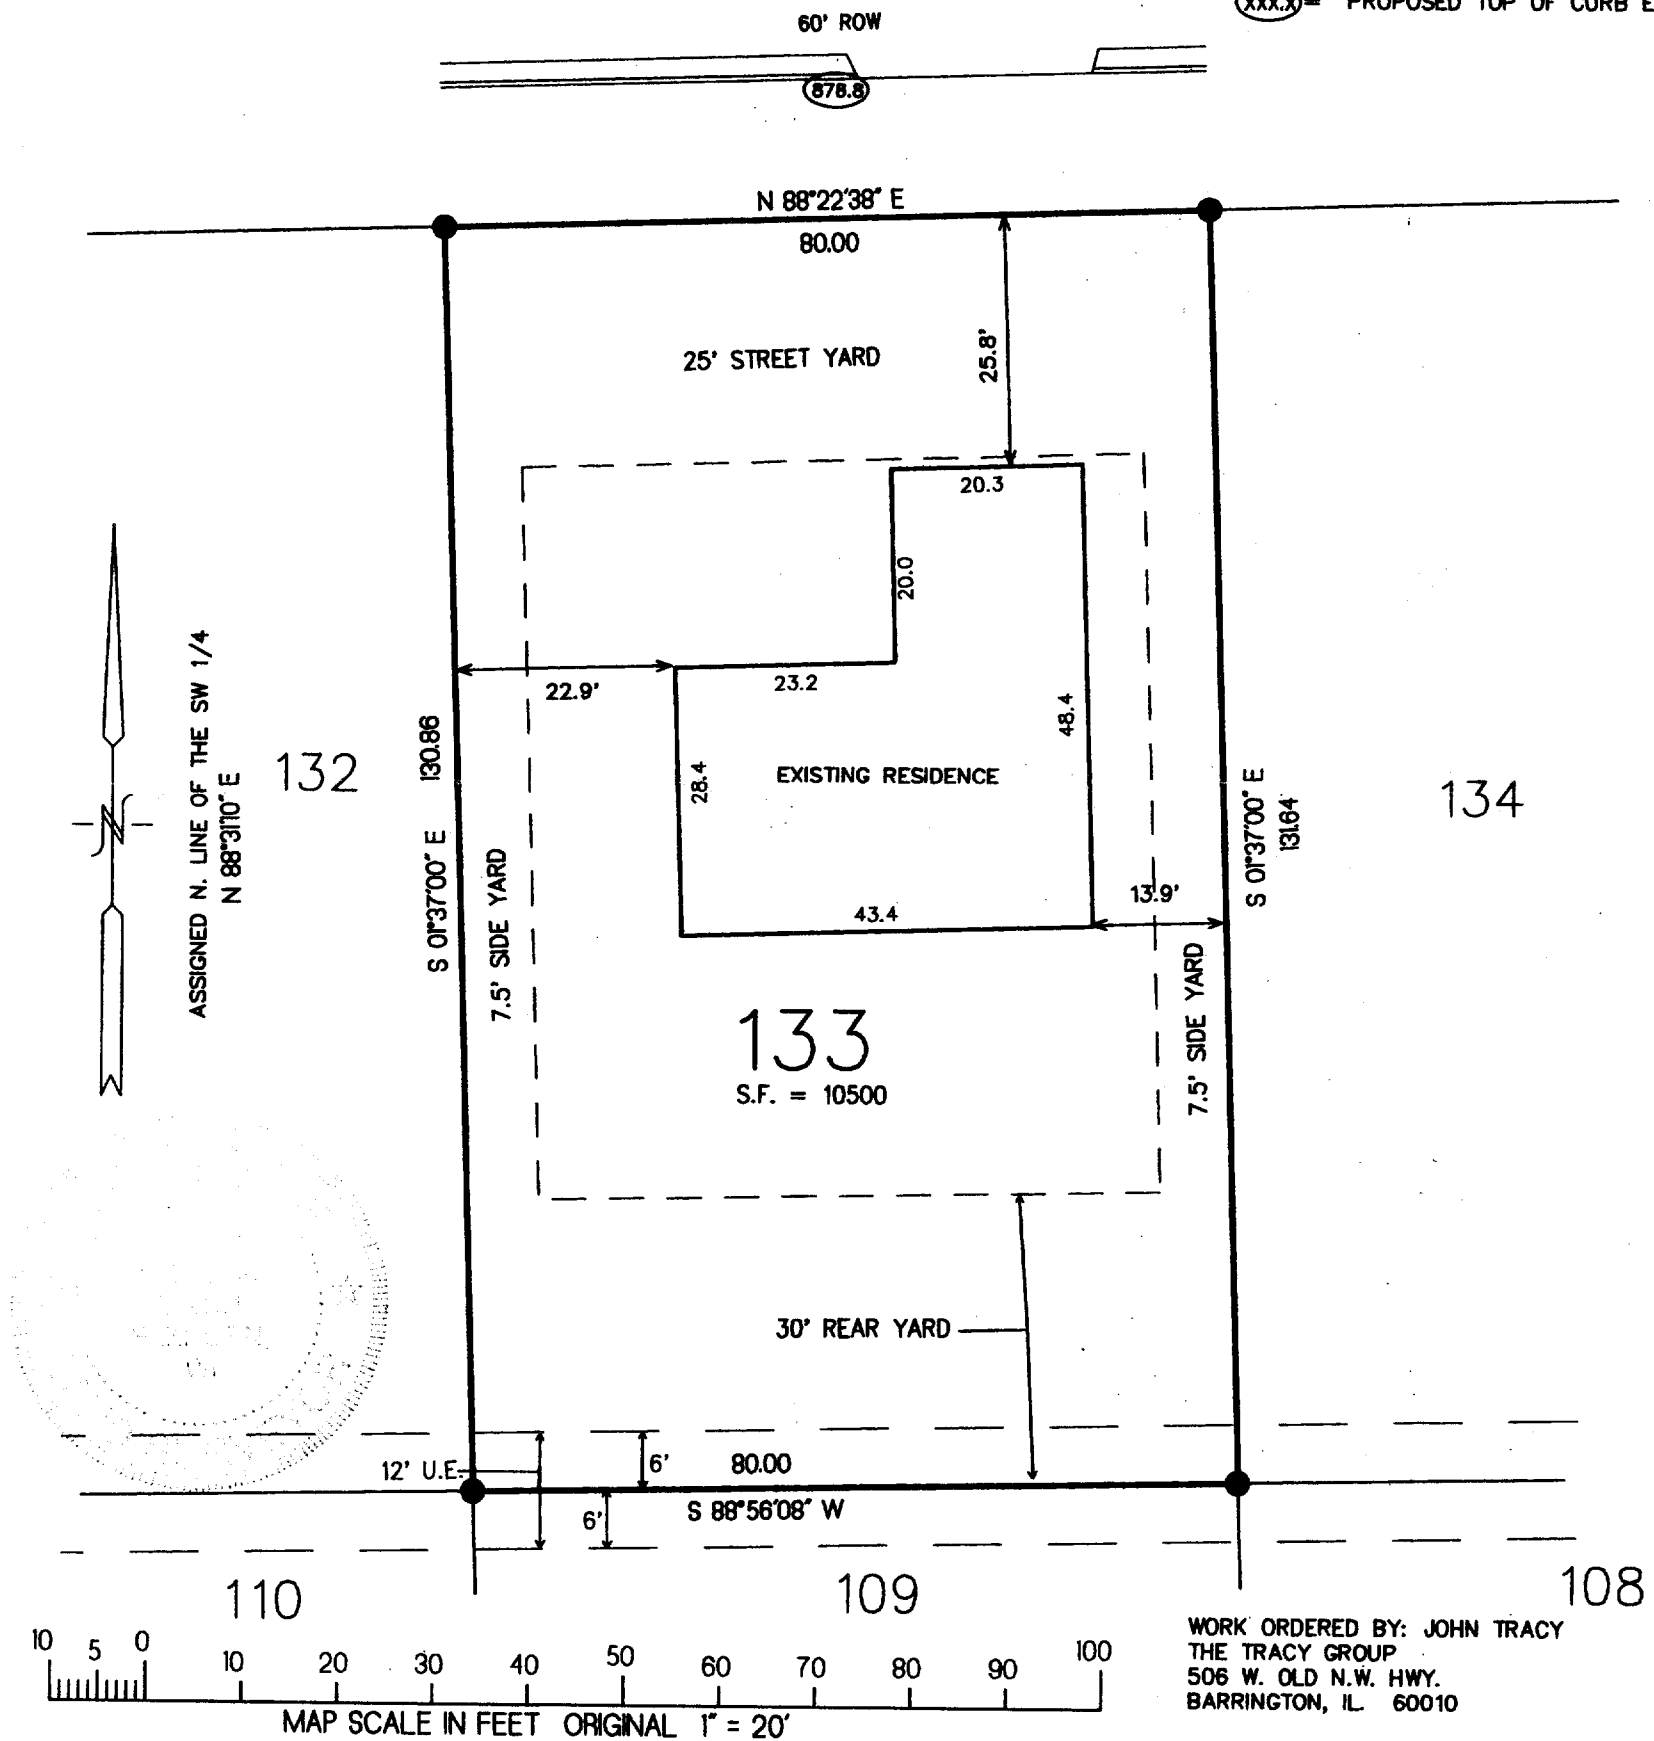 (XXX.X)= PROPOSED TOP OF CURB E
60' ROW
878.8
N 88°22'38" E
80.00
25' STREET YARD
25.8'
20.3
20.0
23.2
22.9'
48.4
28.4
EXISTING RESIDENCE
43.4
13.9'
ASSIGNED N. LINE OF THE SW 1/4
N 88°31'10" E
132
130.86
S 01°37'00" E
7.5' SIDE YARD
S 01°37'00" E
131.64
134
7.5' SIDE YARD
133
S.F. = 10500
30' REAR YARD
12' U.E.
6'
80.00
6'
S 88°56'08" W
110
109
108
10 5 0 10 20 30 40 50 60 70 80 90 100
MAP SCALE IN FEET ORIGINAL 1" = 20'
N
WORK ORDERED BY: JOHN TRACY
THE TRACY GROUP
506 W. OLD N.W. HWY.
BARRINGTON, IL 60010